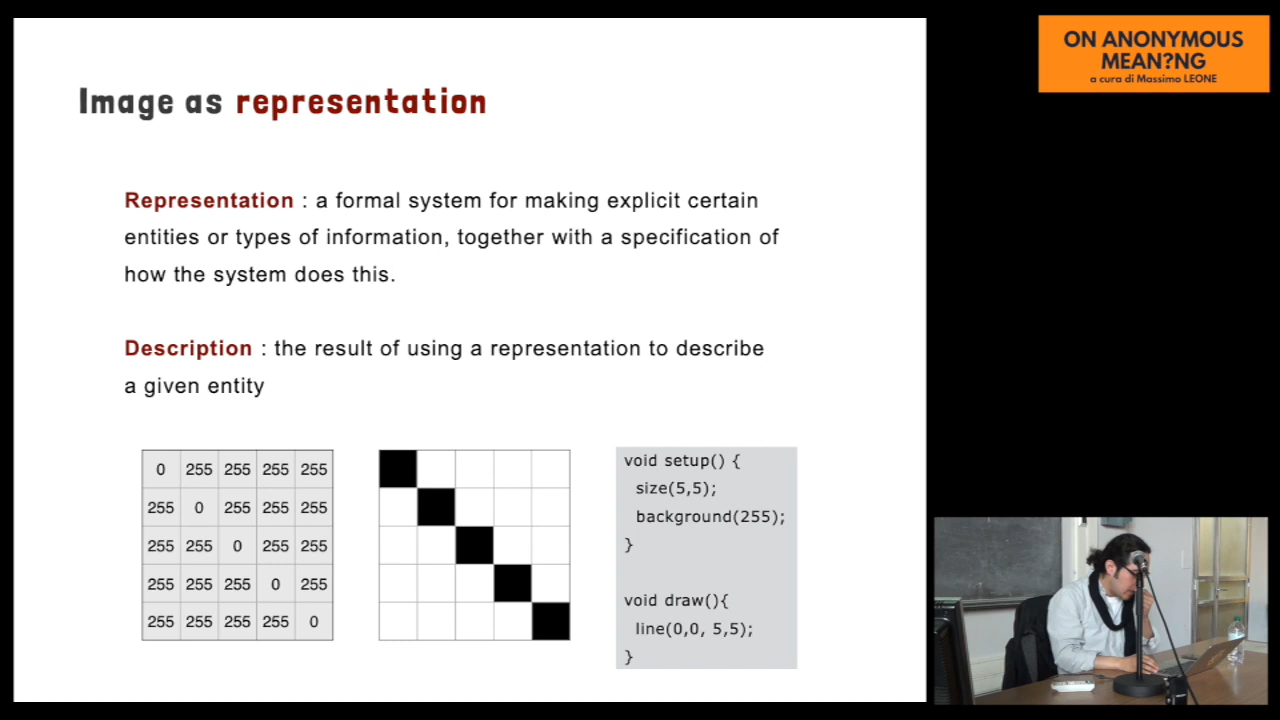 ON ANONYMOUS
MEAN?NG
a cura di Massimo LEONE
Image as representation
Representation : a formal system for making explicit certain
entities or types of information, together with a specification of
how the system does this.
Description : the result of using a representation to describe
a given entity
0 255 255 255 255
255 0 255 255 255
255 255 0 255 255
255 255 255 0 255
255 255 255 255 0
void setup() {
size(5,5);
background(255);
}
void draw(){
line(0,0, 5,5);
}